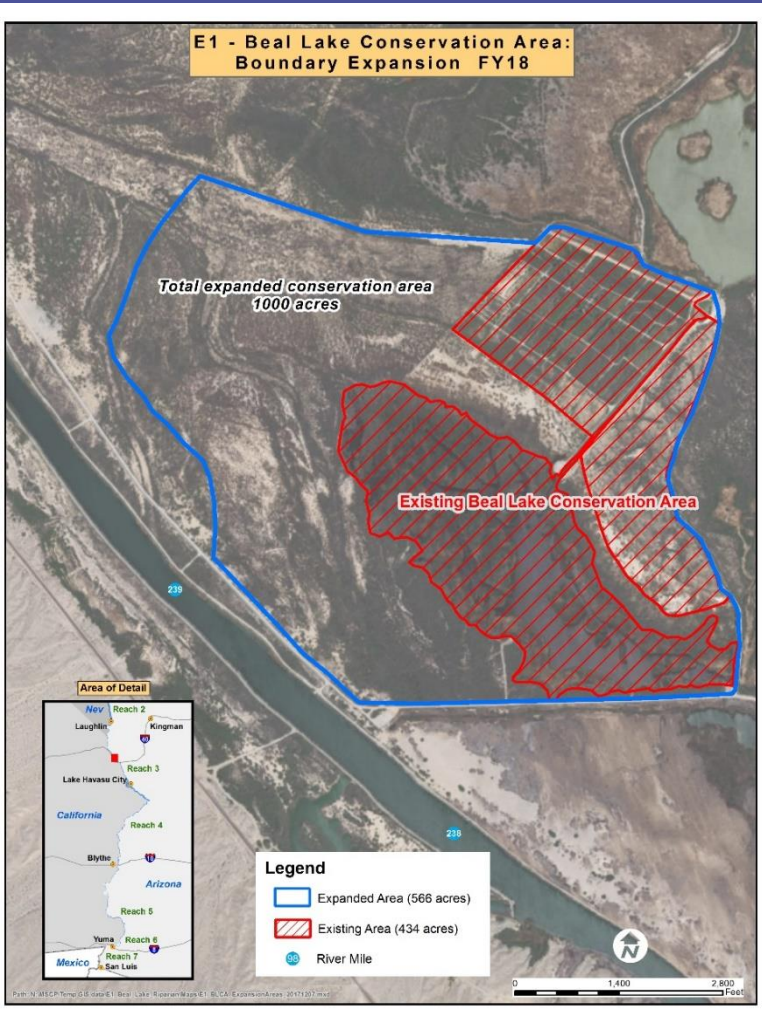 E1 - Beal Lake Conservation Area:
Boundary Expansion FY18
Total expanded conservation area
1000 acres
Existing Beal Lake Conservation Area
239
238
Area of Detail
Nev
Reach 2
Laughlin
Kingman
40
Reach 3
Lake Havasu City
California
Reach 4
Blythe
10
Arizona
Reach 5
Yuma
Reach 6
8
Mexico
Reach 7
San Luis
Legend
Expanded Area (566 acres)
Existing Area (434 acres)
98
River Mile
N
0 1,400 2,800
Feet